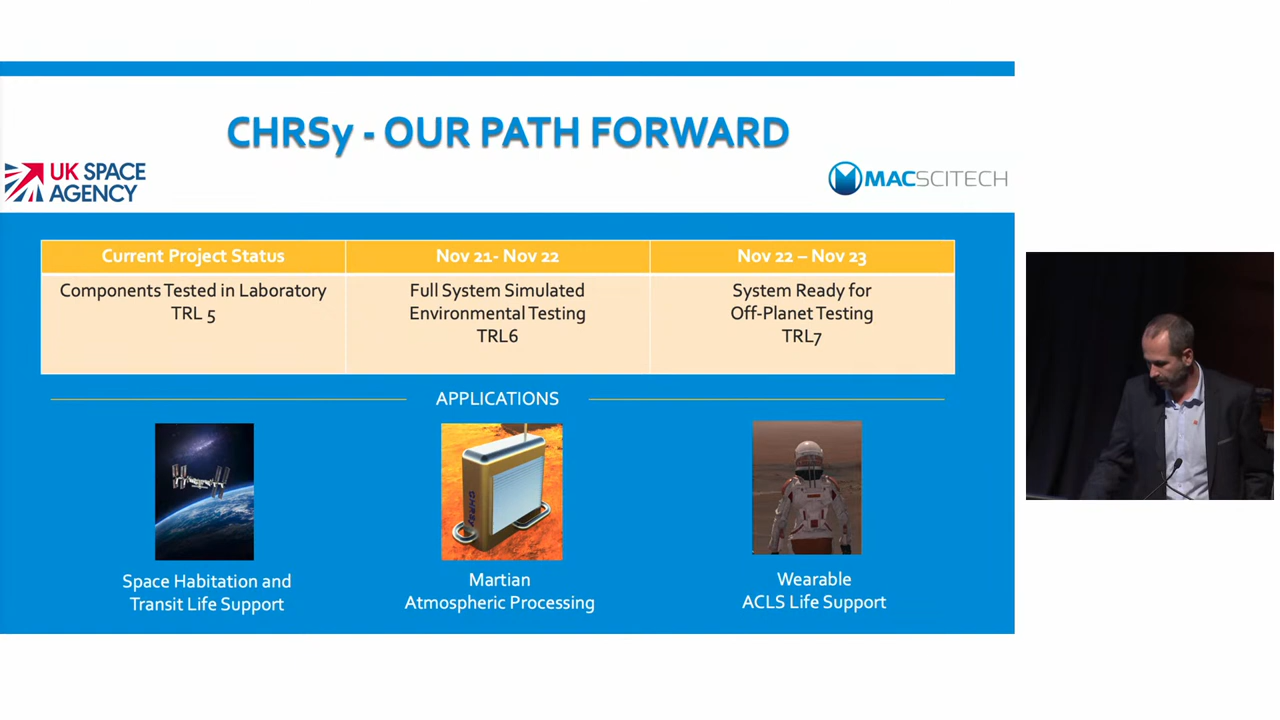 CHRSy - OUR PATH FORWARD
UK SPACE
AGENCY
MACSCITECH
Current Project Status
Nov 21- Nov 22
Nov 22 – Nov 23
Components Tested in Laboratory
TRL 5
Full System Simulated
Environmental Testing
TRL6
System Ready for
Off-Planet Testing
TRL7
APPLICATIONS
CHRSy
Space Habitation and
Transit Life Support
Martian
Atmospheric Processing
Wearable
ACLS Life Support